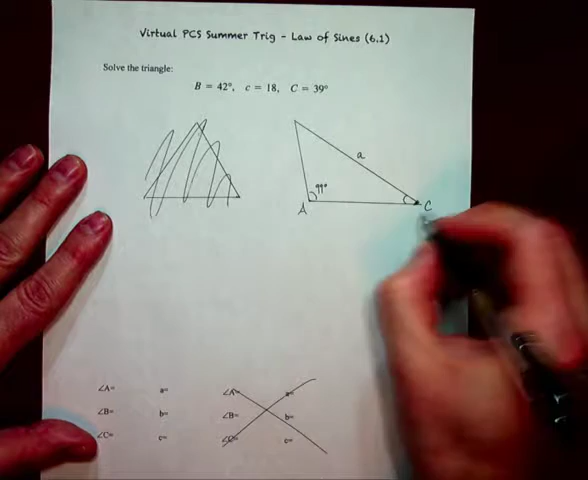 Virtual PCS Summer Trig - Law of Sines (6.1)
Solve the triangle:
B = 42°, c = 18, C = 39°
a
99°
A
C
∠A= a= ∠A= a=
∠B= b= ∠B= b=
∠C= c= ∠C= c=